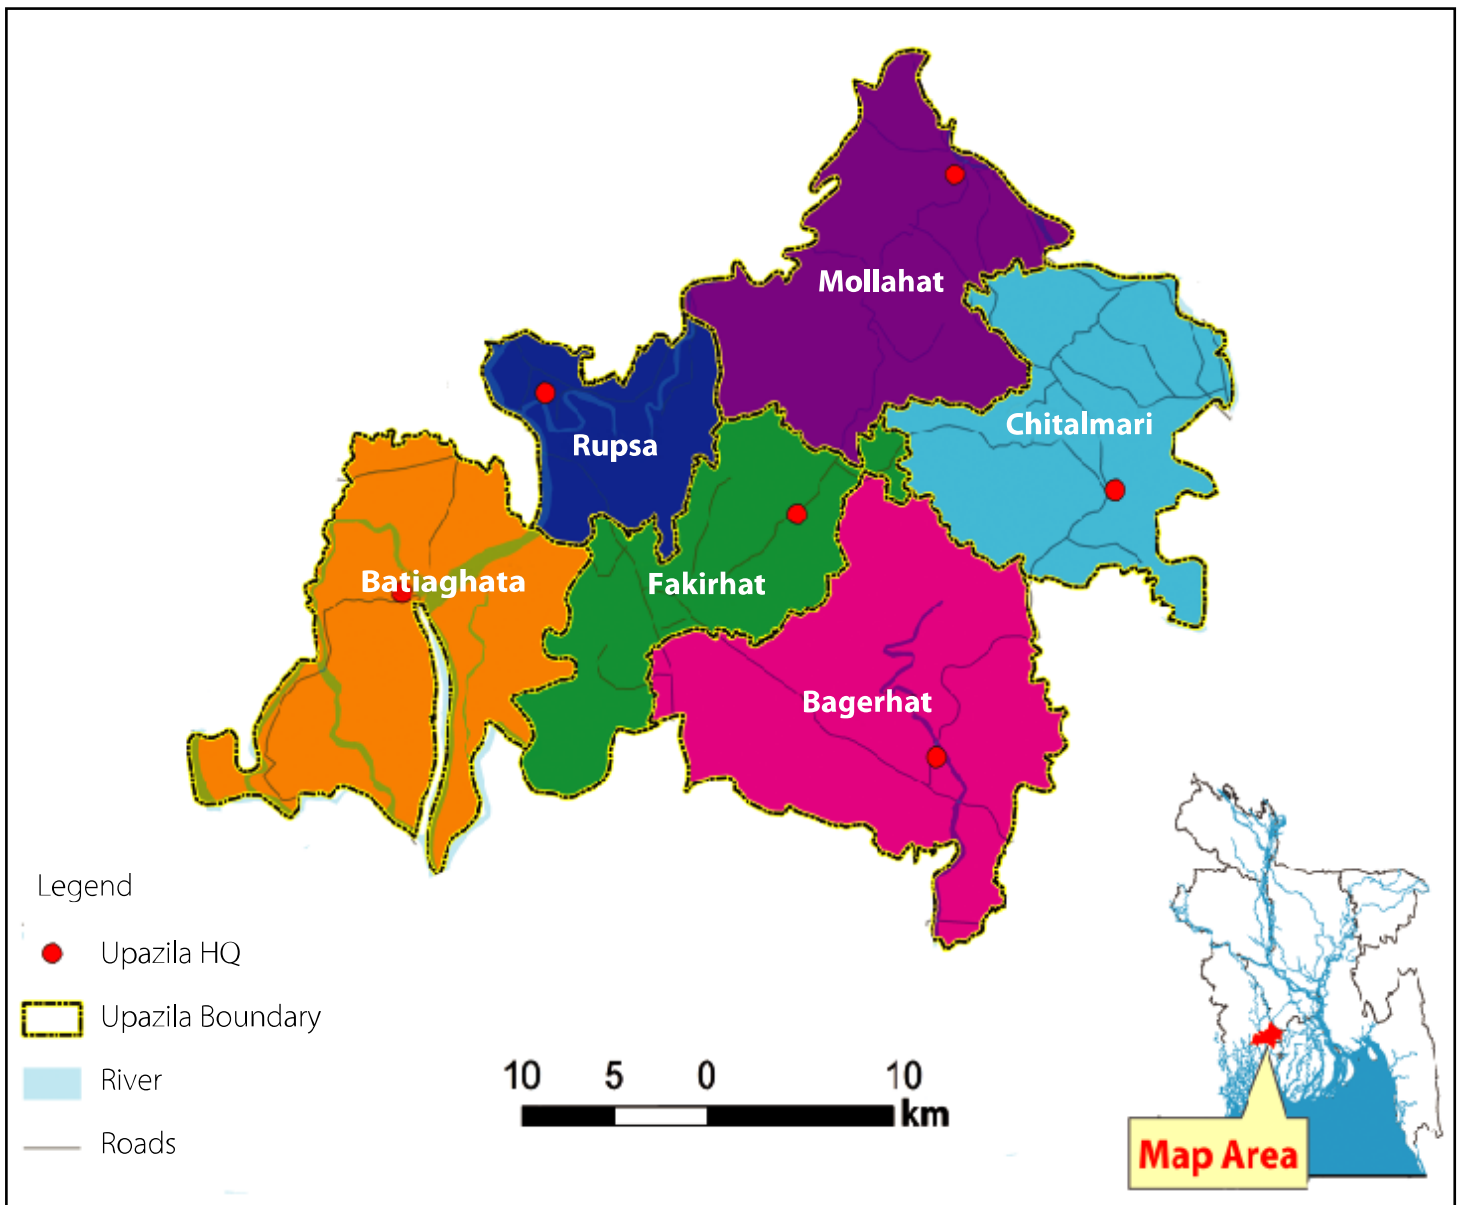 Mollahat
Chitalmari
Rupsa
Batiaghata
Fakirhat
Bagerhat
Legend
Upazila HQ
Upazila Boundary
River
Roads
10 5 0 10
km
Map Area